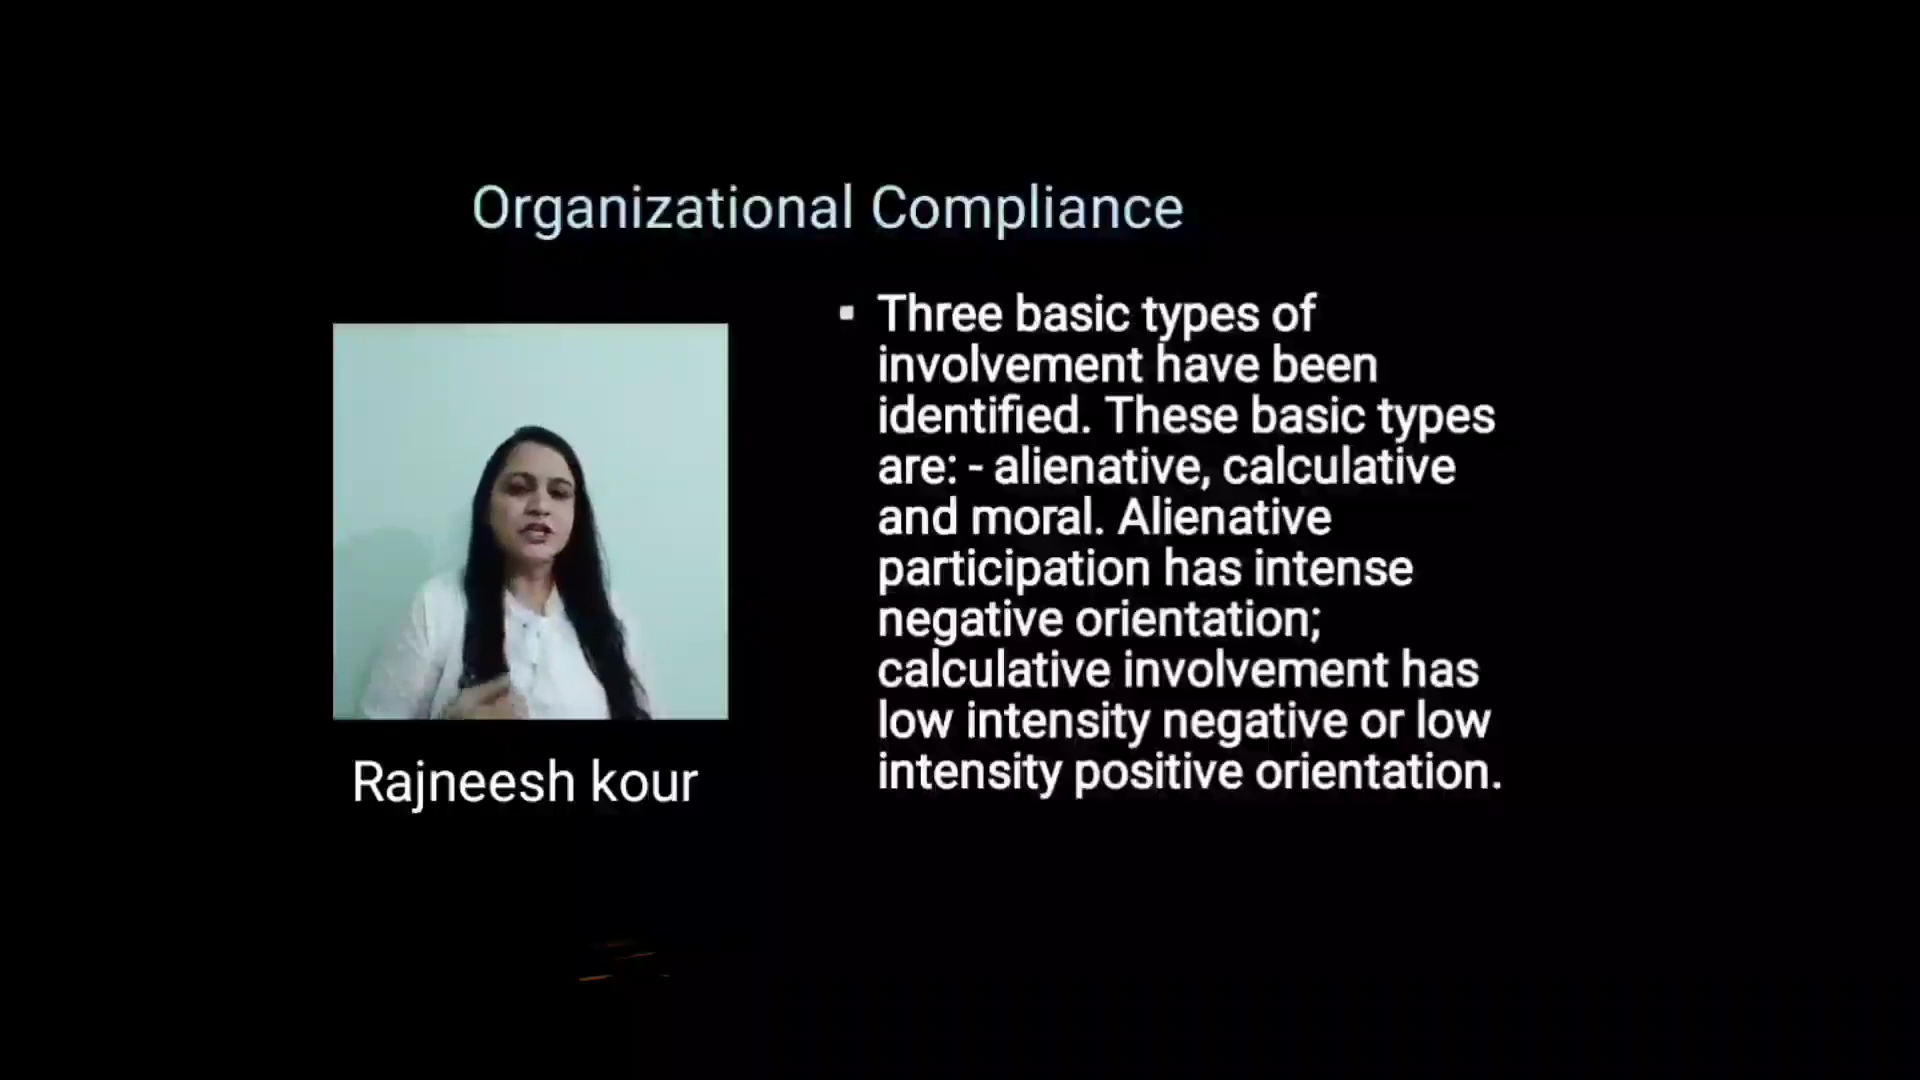 Organizational Compliance
▪ Three basic types of
involvement have been
identified. These basic types
are: - alienative, calculative
and moral. Alienative
participation has intense
negative orientation;
calculative involvement has
low intensity negative or low
intensity positive orientation.
Rajneesh kour